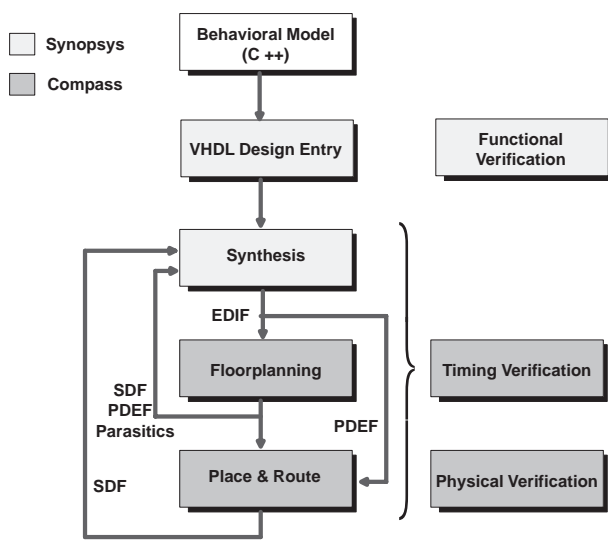 Synopsys
Compass
Behavioral Model
(C ++)
VHDL Design Entry
Functional
Verification
Synthesis
EDIF
Floorplanning
Timing Verification
SDF
PDEF
Parasitics
PDEF
Place & Route
Physical Verification
SDF